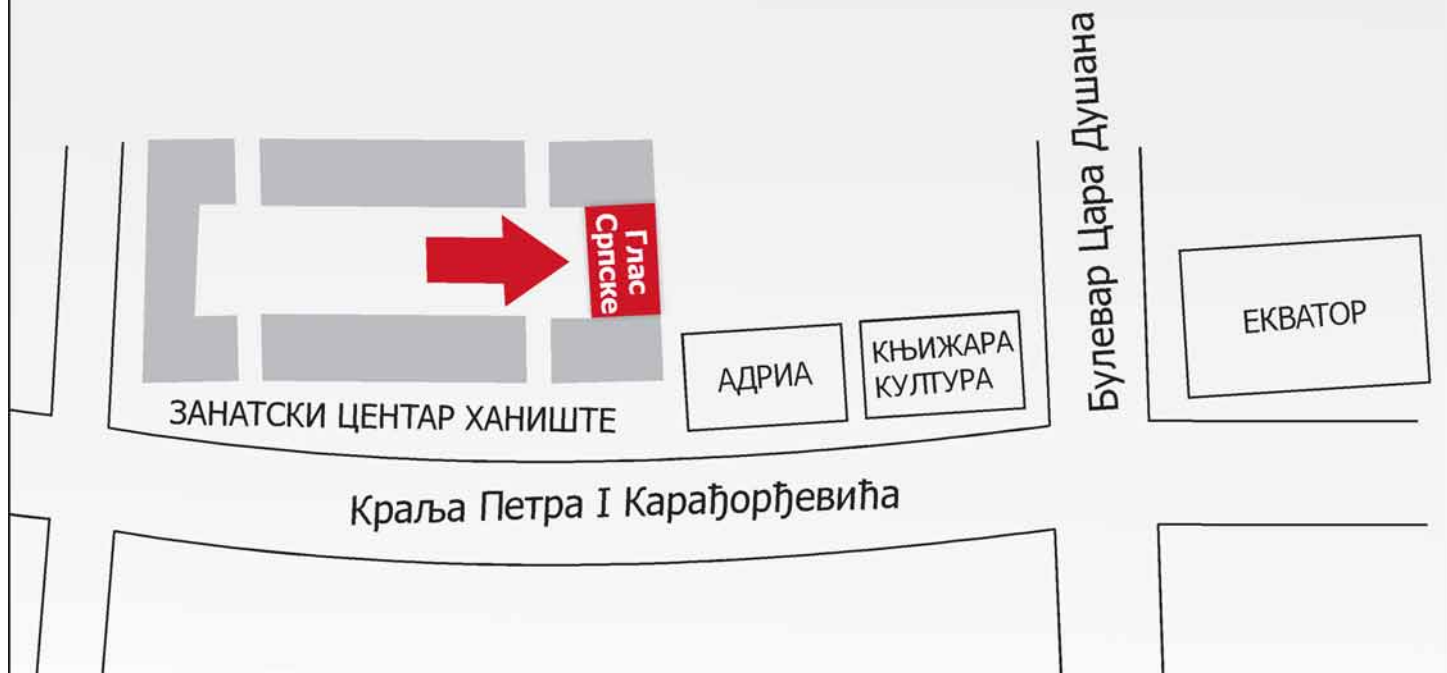 Булевар Цара Душана
Глас
Српске
ЕКВАТОР
АДРИА
КЊИЖАРА
КУЛТУРА
ЗАНАТСКИ ЦЕНТАР ХАНИШТЕ
Краља Петра I Карађорђевића